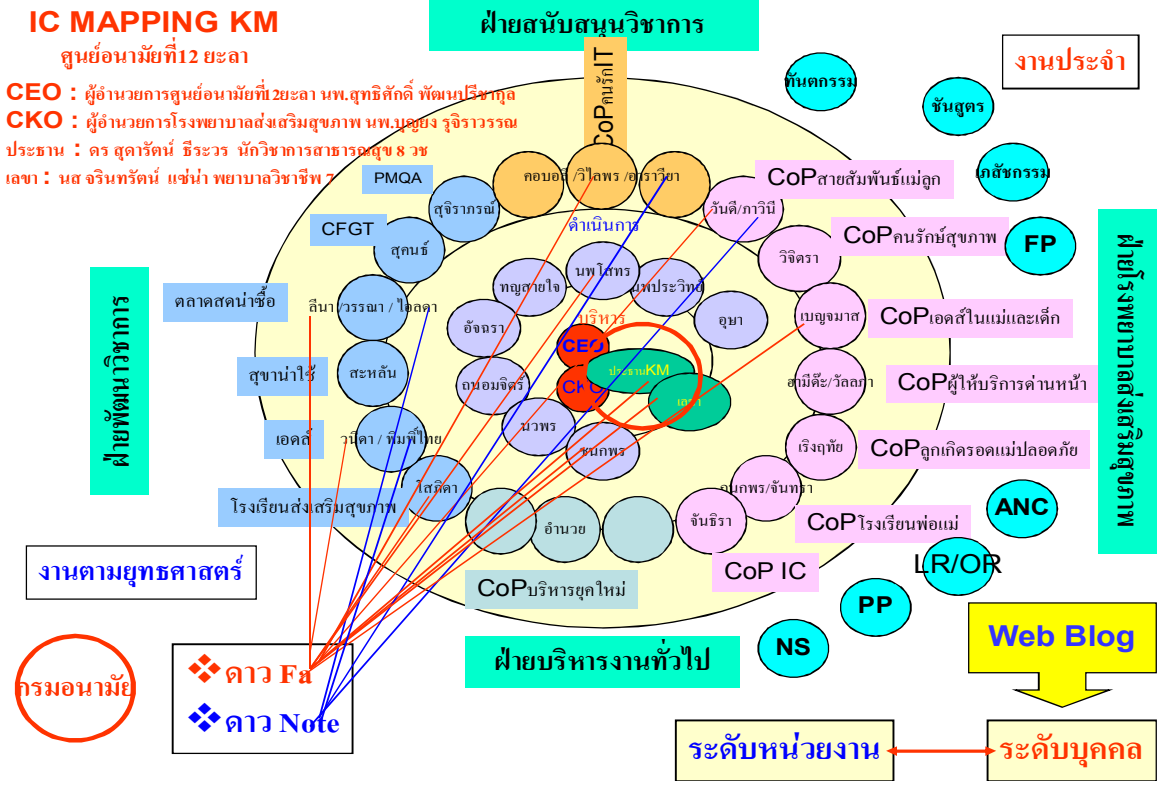 IC MAPPING KM
ศูนย์อนามัยที่12 ยะลา
CEO : ผู้อำนวยการศูนย์อนามัยที่12ยะลา นพ.สุทธิศักดิ์ พัฒนปรีชากุล
CKO : ผู้อำนวยการโรงพยาบาลส่งเสริมสุขภาพ นพ.บุญยง รุจิราวรรณ
ประธาน : ดร สุดารัตน์ ธีระวร นักวิชาการสาธารณสุข 8 วช
เลขา : นส จรินทรัตน์ แซ่น่า พยาบาลวิชาชีพ 7
ฝ่ายสนับสนุนวิชาการ
งานประจำ
CoPคนรักIT
ทันตกรรม
ชันสูตร
เภสัชกรรม
FP
ฝ่ายโรงพยาบาลส่งเสริมสุขภาพ
PMQA
สุจิราภรณ์
คอบอลี /วิไลพร /อาราวียา
วันดี/ภาวินี
CoPสายสัมพันธ์แม่ลูก
CFGT
สุคนธ์
ดำเนินการ
วิจิตรา
CoPคนรักษ์สุขภาพ
ทญสายใจ
นพโสทร
นพประวิทย์
ตลาดสดน่าซื้อ
ลีนา /วรรณา / ไอลดา
อัจฉรา
บริหาร
อุษา
เบญจมาส
CoPเอดส์ในแม่และเด็ก
CEO
ฝ่ายพัฒนาวิชาการ
สุขาน่าใช้
สะหลัน
ถนอมจิตร์
CKO
ประธานKM
เลขา
ฮามีด๊ะ/วัลลภา
CoPผู้ให้บริการด่านหน้า
เอดส์
วนิดา / พิมพ์ไทย
นวพร
ชนกพร
เริงฤทัย
CoPลูกเกิดรอดแม่ปลอดภัย
โรงเรียนส่งเสริมสุขภาพ
โสภิดา
กนกพร/จันทรา
อำนวย
จันธิรา
CoPโรงเรียนพ่อแม่
ANC
LR/OR
งานตามยุทธศาสตร์
CoPบริหารยุคใหม่
CoP IC
PP
NS
ฝ่ายบริหารงานทั่วไป
Web Blog
กรมอนามัย
ดาว Fa
ดาว Note
ระดับหน่วยงาน
ระดับบุคคล